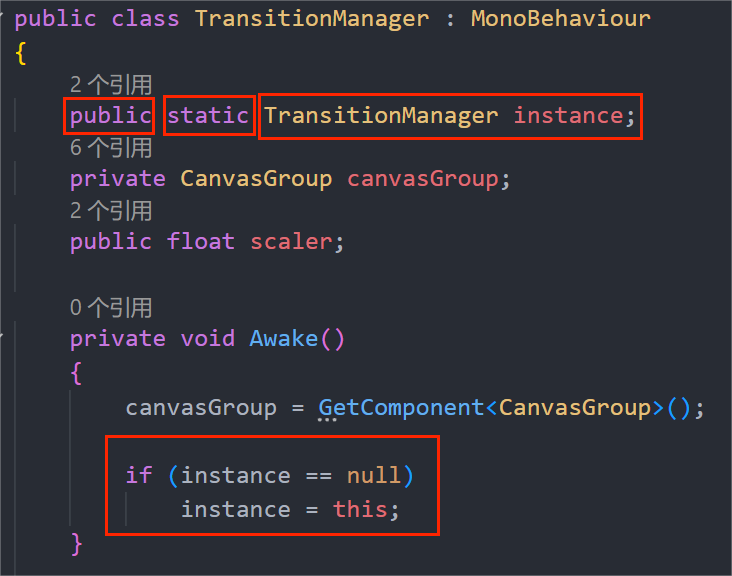 public class TransitionManager : MonoBehaviour
{
2 个引用
public static TransitionManager instance;
6 个引用
private CanvasGroup canvasGroup;
2 个引用
public float scaler;
0 个引用
private void Awake()
{
canvasGroup = GetComponent<CanvasGroup>();
if (instance == null)
instance = this;
}